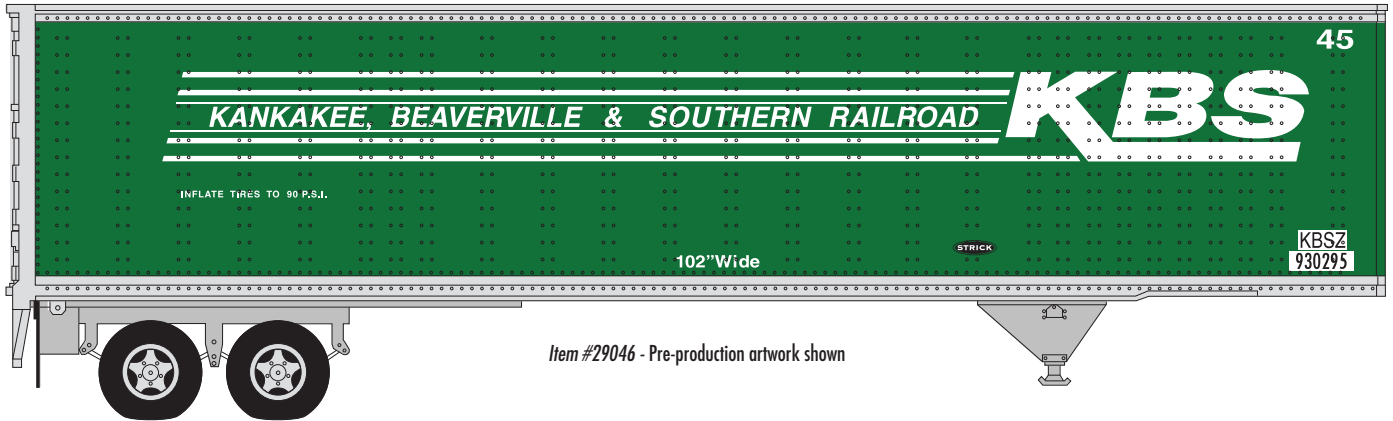 45
KBS
KANKAKEE, BEAVERVILLE & SOUTHERN RAILROAD
INFLATE TIRES TO 90 P.S.I.
STRICK
KBSZ
930295
102”Wide
Item #29046 - Pre-production artwork shown